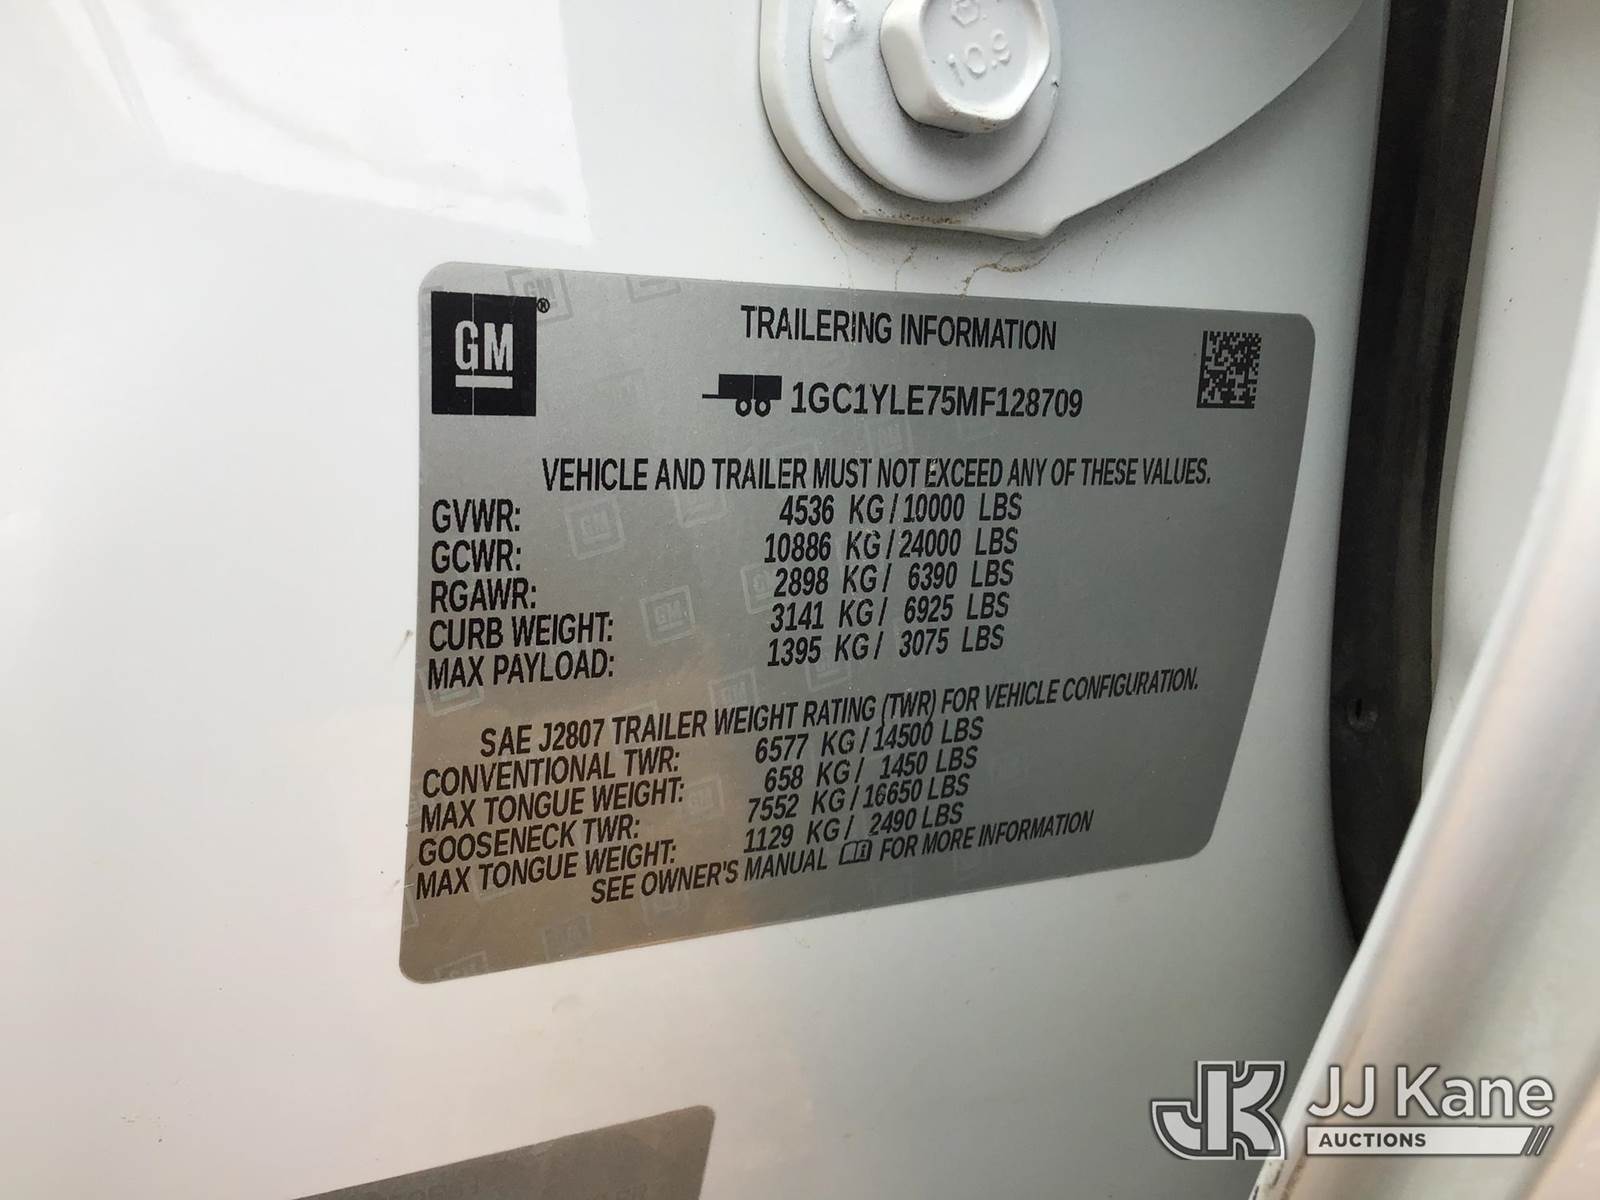 10.9
GM®
TRAILERING INFORMATION
1GC1YLE75MF128709
VEHICLE AND TRAILER MUST NOT EXCEED ANY OF THESE VALUES.
GVWR: 4536 KG / 10000 LBS
GCWR: 10886 KG / 24000 LBS
RGAWR: 2898 KG / 6390 LBS
CURB WEIGHT: 3141 KG / 6925 LBS
MAX PAYLOAD: 1395 KG / 3075 LBS
SAE J2807 TRAILER WEIGHT RATING (TWR) FOR VEHICLE CONFIGURATION.
CONVENTIONAL TWR: 6577 KG / 14500 LBS
MAX TONGUE WEIGHT: 658 KG / 1450 LBS
GOOSENECK TWR: 7552 KG / 16650 LBS
MAX TONGUE WEIGHT: 1129 KG / 2490 LBS
SEE OWNER'S MANUAL FOR MORE INFORMATION
JK JJ Kane
AUCTIONS